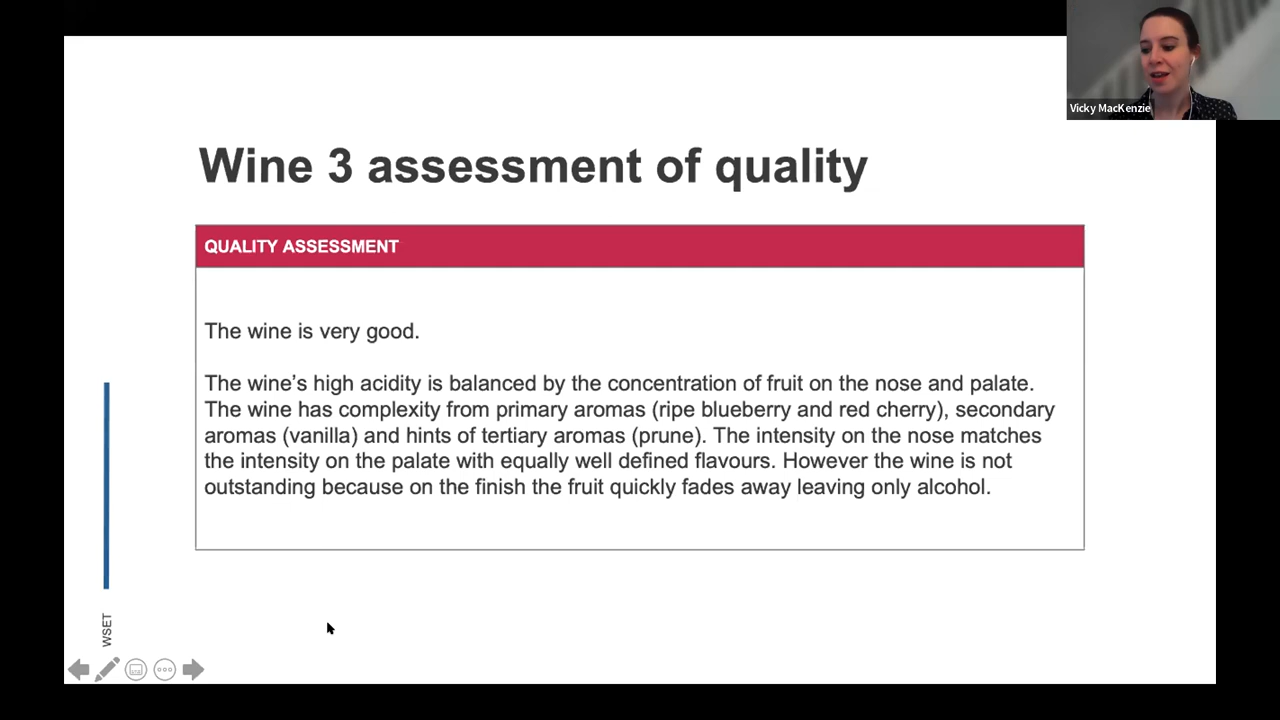 Vicky MacKenzie
Wine 3 assessment of quality
QUALITY ASSESSMENT
The wine is very good.
The wine's high acidity is balanced by the concentration of fruit on the nose and palate.
The wine has complexity from primary aromas (ripe blueberry and red cherry), secondary
aromas (vanilla) and hints of tertiary aromas (prune). The intensity on the nose matches
the intensity on the palate with equally well defined flavours. However the wine is not
outstanding because on the finish the fruit quickly fades away leaving only alcohol.
WSET